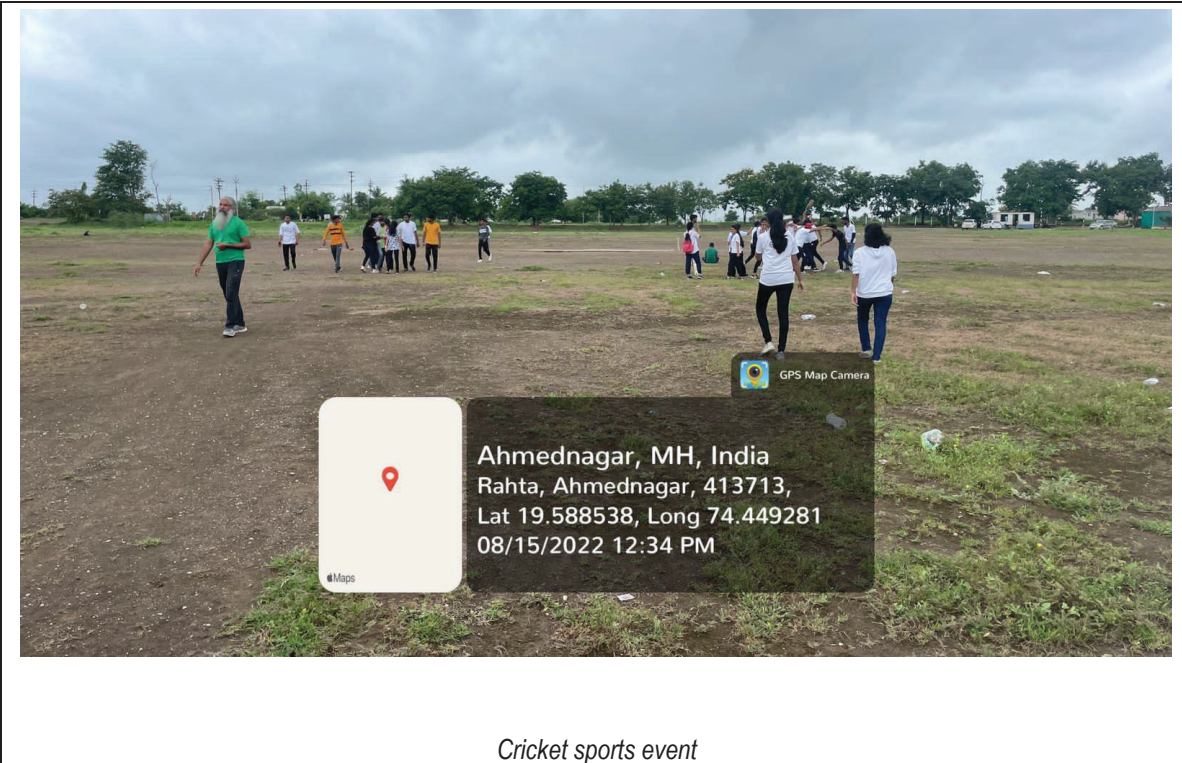 GPS Map Camera
Ahmednagar, MH, India
Rahta, Ahmednagar, 413713,
Lat 19.588538, Long 74.449281
08/15/2022 12:34 PM
Maps
Cricket sports event